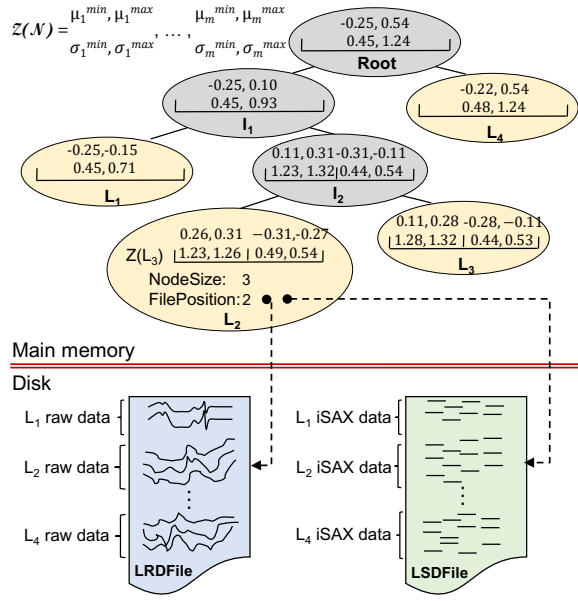 Z(N) = μ₁ᵐⁱⁿ, μ₁ᵐᵃˣ , … , μₘᵐⁱⁿ, μₘᵐᵃˣ
σ₁ᵐⁱⁿ, σ₁ᵐᵃˣ σₘᵐⁱⁿ, σₘᵐᵃˣ
-0.25, 0.54
0.45, 1.24
Root
-0.25, 0.10
0.45, 0.93
I₁
-0.22, 0.54
0.48, 1.24
L₄
-0.25,-0.15
0.45, 0.71
L₁
0.11, 0.31-0.31,-0.11
1.23, 1.32 0.44, 0.54
I₂
0.26, 0.31 −0.31,-0.27
Z(L₃) 1.23, 1.26 0.49, 0.54
NodeSize: 3
FilePosition: 2
L₂
0.11, 0.28 -0.28, −0.11
1.28, 1.32 0.44, 0.53
L₃
Main memory
Disk
L₁ raw data
L₂ raw data
⋮
L₄ raw data
LRDFile
L₁ iSAX data
L₂ iSAX data
⋮
L₄ iSAX data
LSDFile